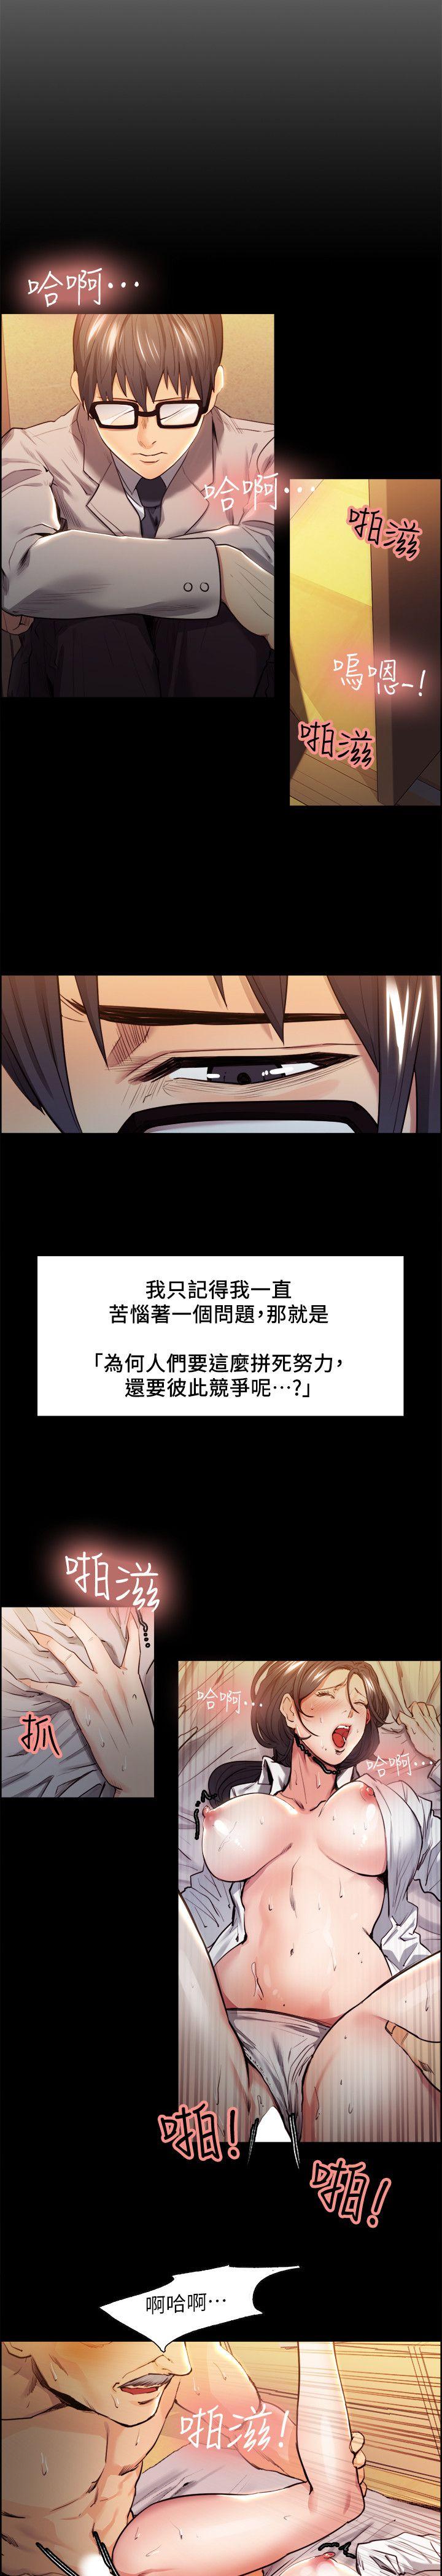 哈啊⋯
哈啊⋯
啪滋
嗚嗯~!
啪滋
我只記得我一直
苦惱著一個問題，那就是
「為何人們要這麼拼死努力，
還要彼此競爭呢⋯?」
啪滋
抓
哈啊⋯
哈啊⋯
啪!
啪!
啊哈啊⋯
啪滋!